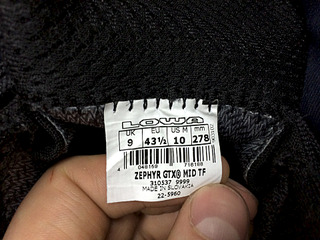 LOWA
UK EU US M mm
9 43½ 10 278
ZEPHYR GTX® MID TF
310537 9999
MADE IN SLOVAKIA
22-5960